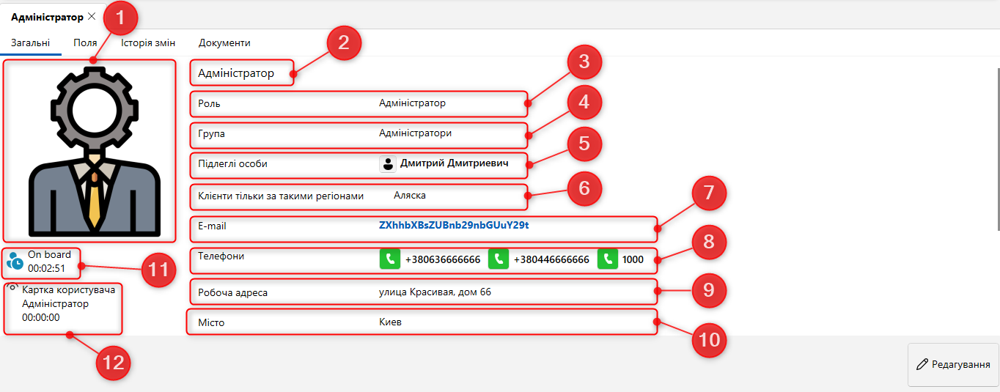 Адміністратор
1
Загальні Поля Історія змін Документи
2
Адміністратор
3
Роль Адміністратор
4
Група Адміністратори
5
Підлеглі особи Дмитрий Дмитриевич
6
Клієнти тільки за такими регіонами Аляска
7
E-mail ZXhhbXBsZUBnb29nbGUuY29t
8
Телефони +380636666666 +380446666666 1000
On board
00:02:51
11
9
Робоча адреса улица Красивая, дом 66
Картка користувача
Адміністратор
00:00:00
Місто Киев
10
12
Редагування